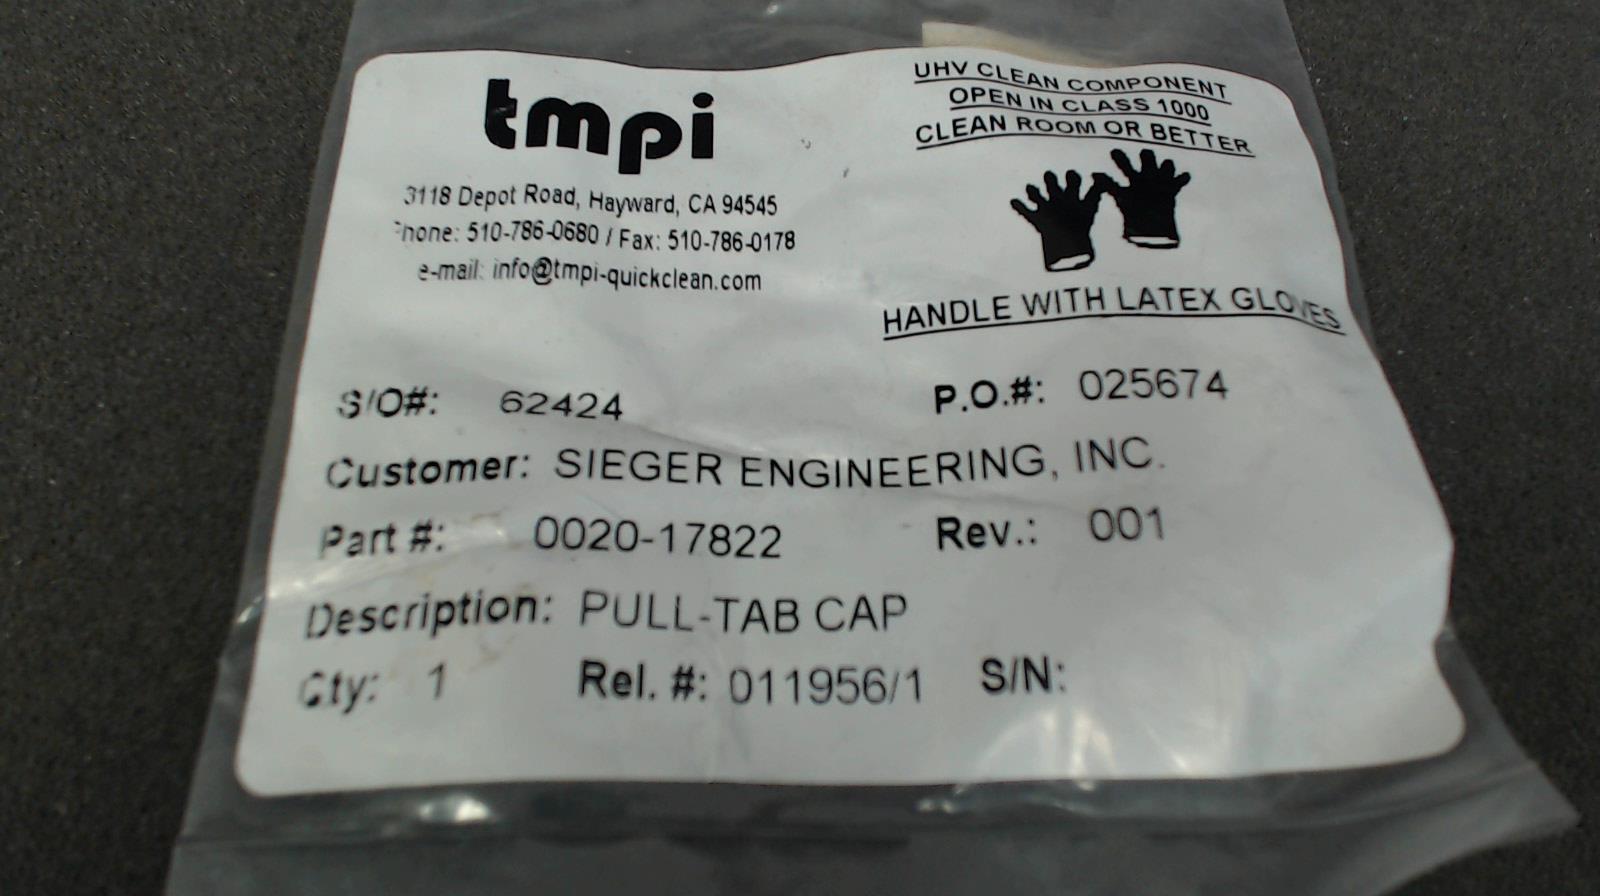 tmpi
3118 Depot Road, Hayward, CA 94545
Phone: 510-786-0680 / Fax: 510-786-0178
e-mail: info@tmpi-quickclean.com
UHV CLEAN COMPONENT
OPEN IN CLASS 1000
CLEAN ROOM OR BETTER
HANDLE WITH LATEX GLOVES
S/O#: 62424 P.O.#: 025674
Customer: SIEGER ENGINEERING, INC.
Part #: 0020-17822 Rev.: 001
Description: PULL-TAB CAP
Qty: 1 Rel. #: 011956/1 S/N: